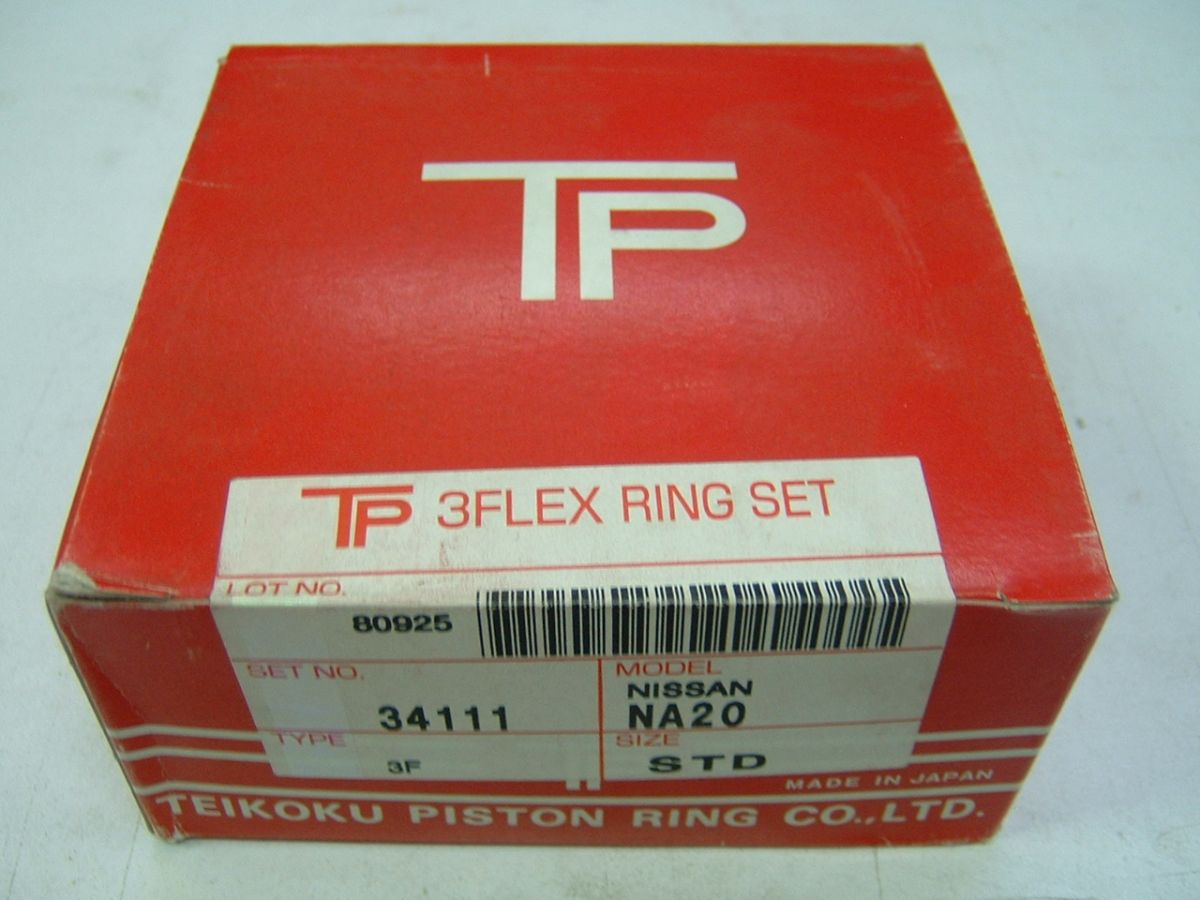 TP
TP 3FLEX RING SET
LOT NO.
80925
SET NO.
34111
MODEL
NISSAN
NA20
TYPE
3F
SIZE
STD
MADE IN JAPAN
TEIKOKU PISTON RING CO.,LTD.